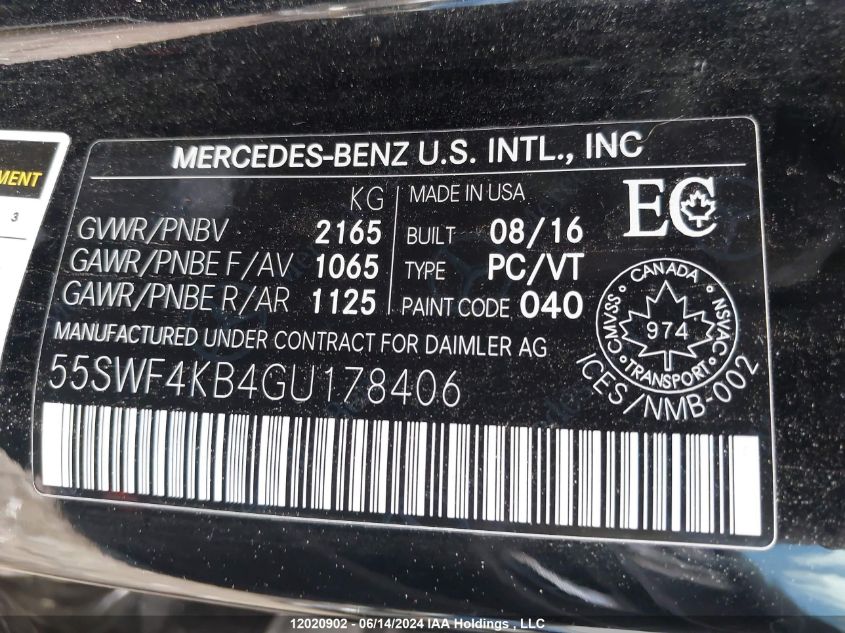 MENT
3
MERCEDES-BENZ U.S. INTL., INC
KG
GVWR/PNBV 2165
GAWR/PNBE F/AV 1065
GAWR/PNBE R/AR 1125
MADE IN USA
BUILT 08/16
TYPE PC/VT
PAINT CODE 040
EC
CANADA
CMVSS 974 NSVAC
TRANSPORT
ICES/NMB-002
MANUFACTURED UNDER CONTRACT FOR DAIMLER AG
55SWF4KB4GU178406
12020902 - 06/14/2024 IAA Holdings , LLC